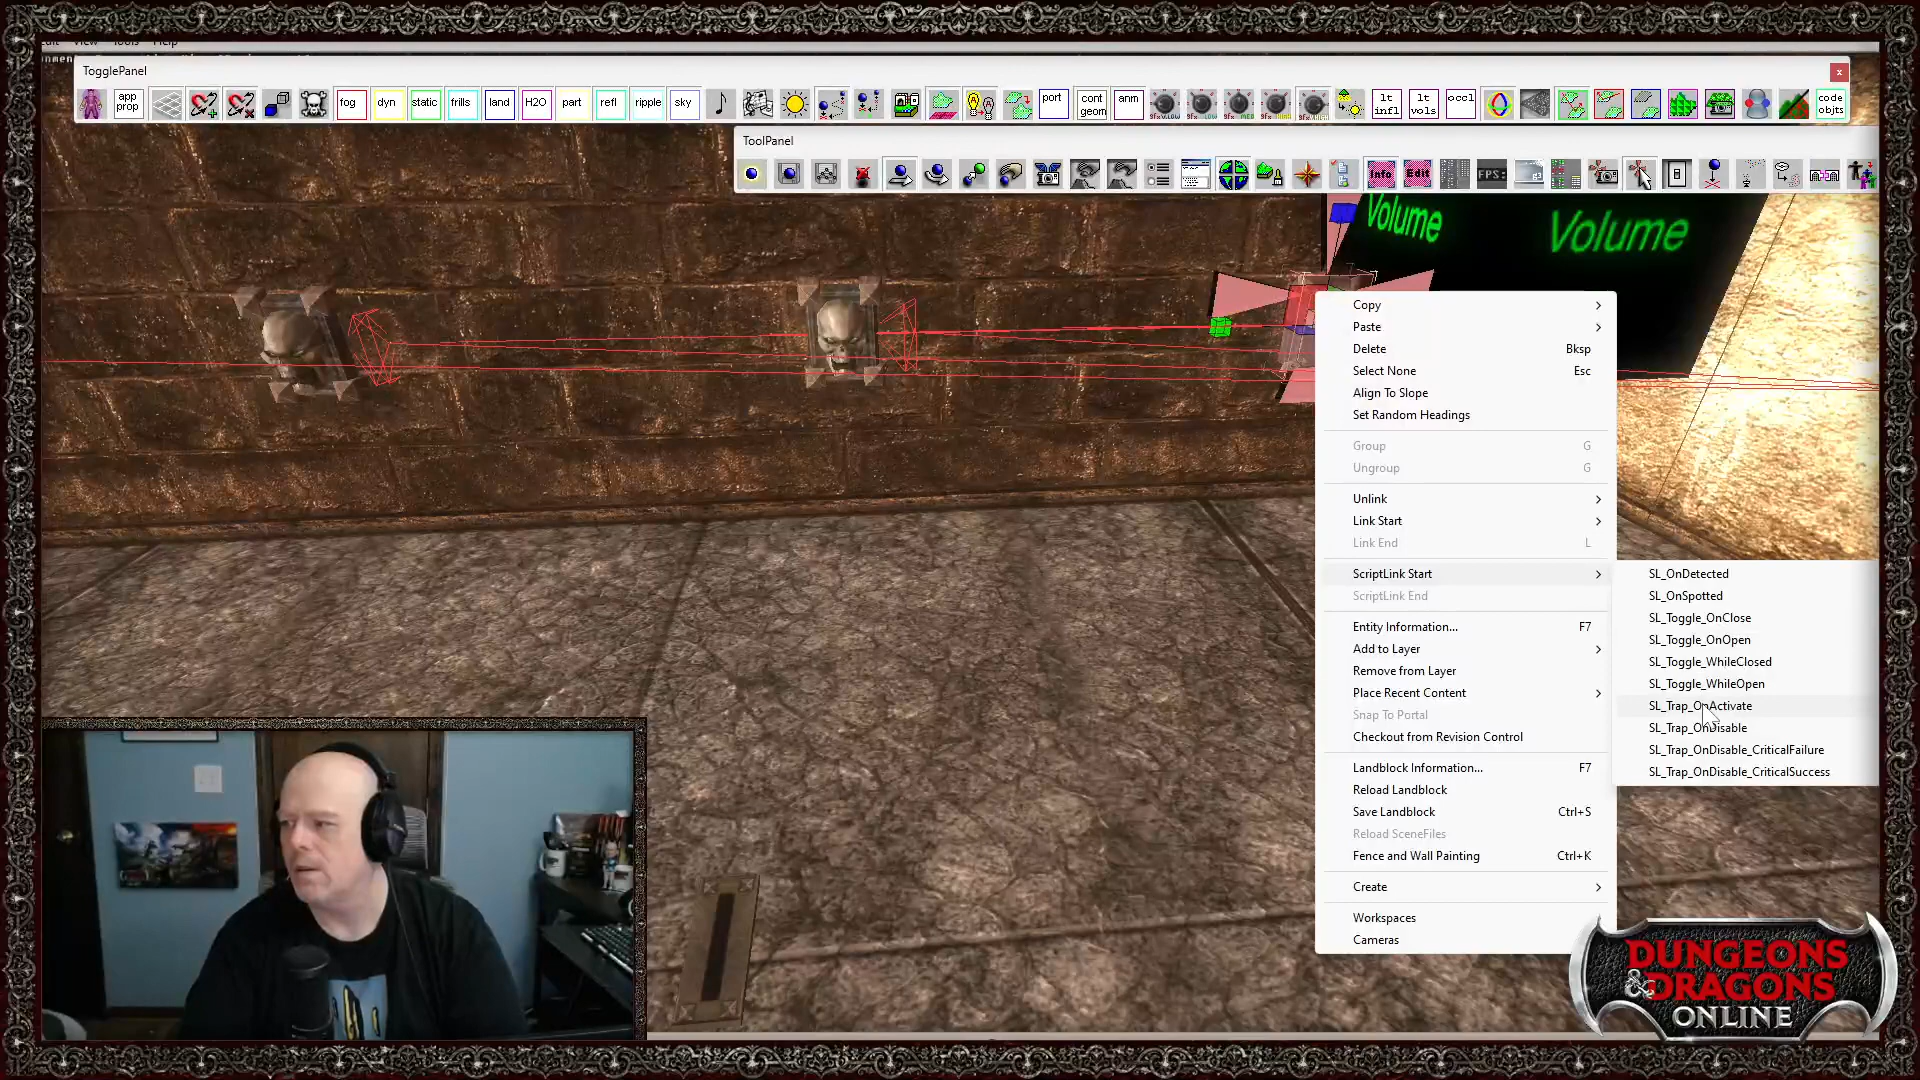 Edit View Tools Help
TogglePanel
x
app prop
fog
dyn
static
frills
land
H2O
part
refl
ripple
sky
port
cont geom
anm
lt infl
lt vols
occl
code objts
ToolPanel
Info
Edit
FPS:
Volume
Volume
Copy
Paste
Delete Bksp
Select None Esc
Align To Slope
Set Random Headings
Group G
Ungroup G
Unlink
Link Start
Link End L
ScriptLink Start
ScriptLink End
Entity Information... F7
Add to Layer
Remove from Layer
Place Recent Content
Snap To Portal
Checkout from Revision Control
Landblock Information... F7
Reload Landblock
Save Landblock Ctrl+S
Reload SceneFiles
Fence and Wall Painting Ctrl+K
Create
Workspaces
Cameras
SL_OnDetected
SL_OnSpotted
SL_Toggle_OnClose
SL_Toggle_OnOpen
SL_Toggle_WhileClosed
SL_Toggle_WhileOpen
SL_Trap_OnActivate
SL_Trap_OnDisable
SL_Trap_OnDisable_CriticalFailure
SL_Trap_OnDisable_CriticalSuccess
DUNGEONS
& DRAGONS
ONLINE